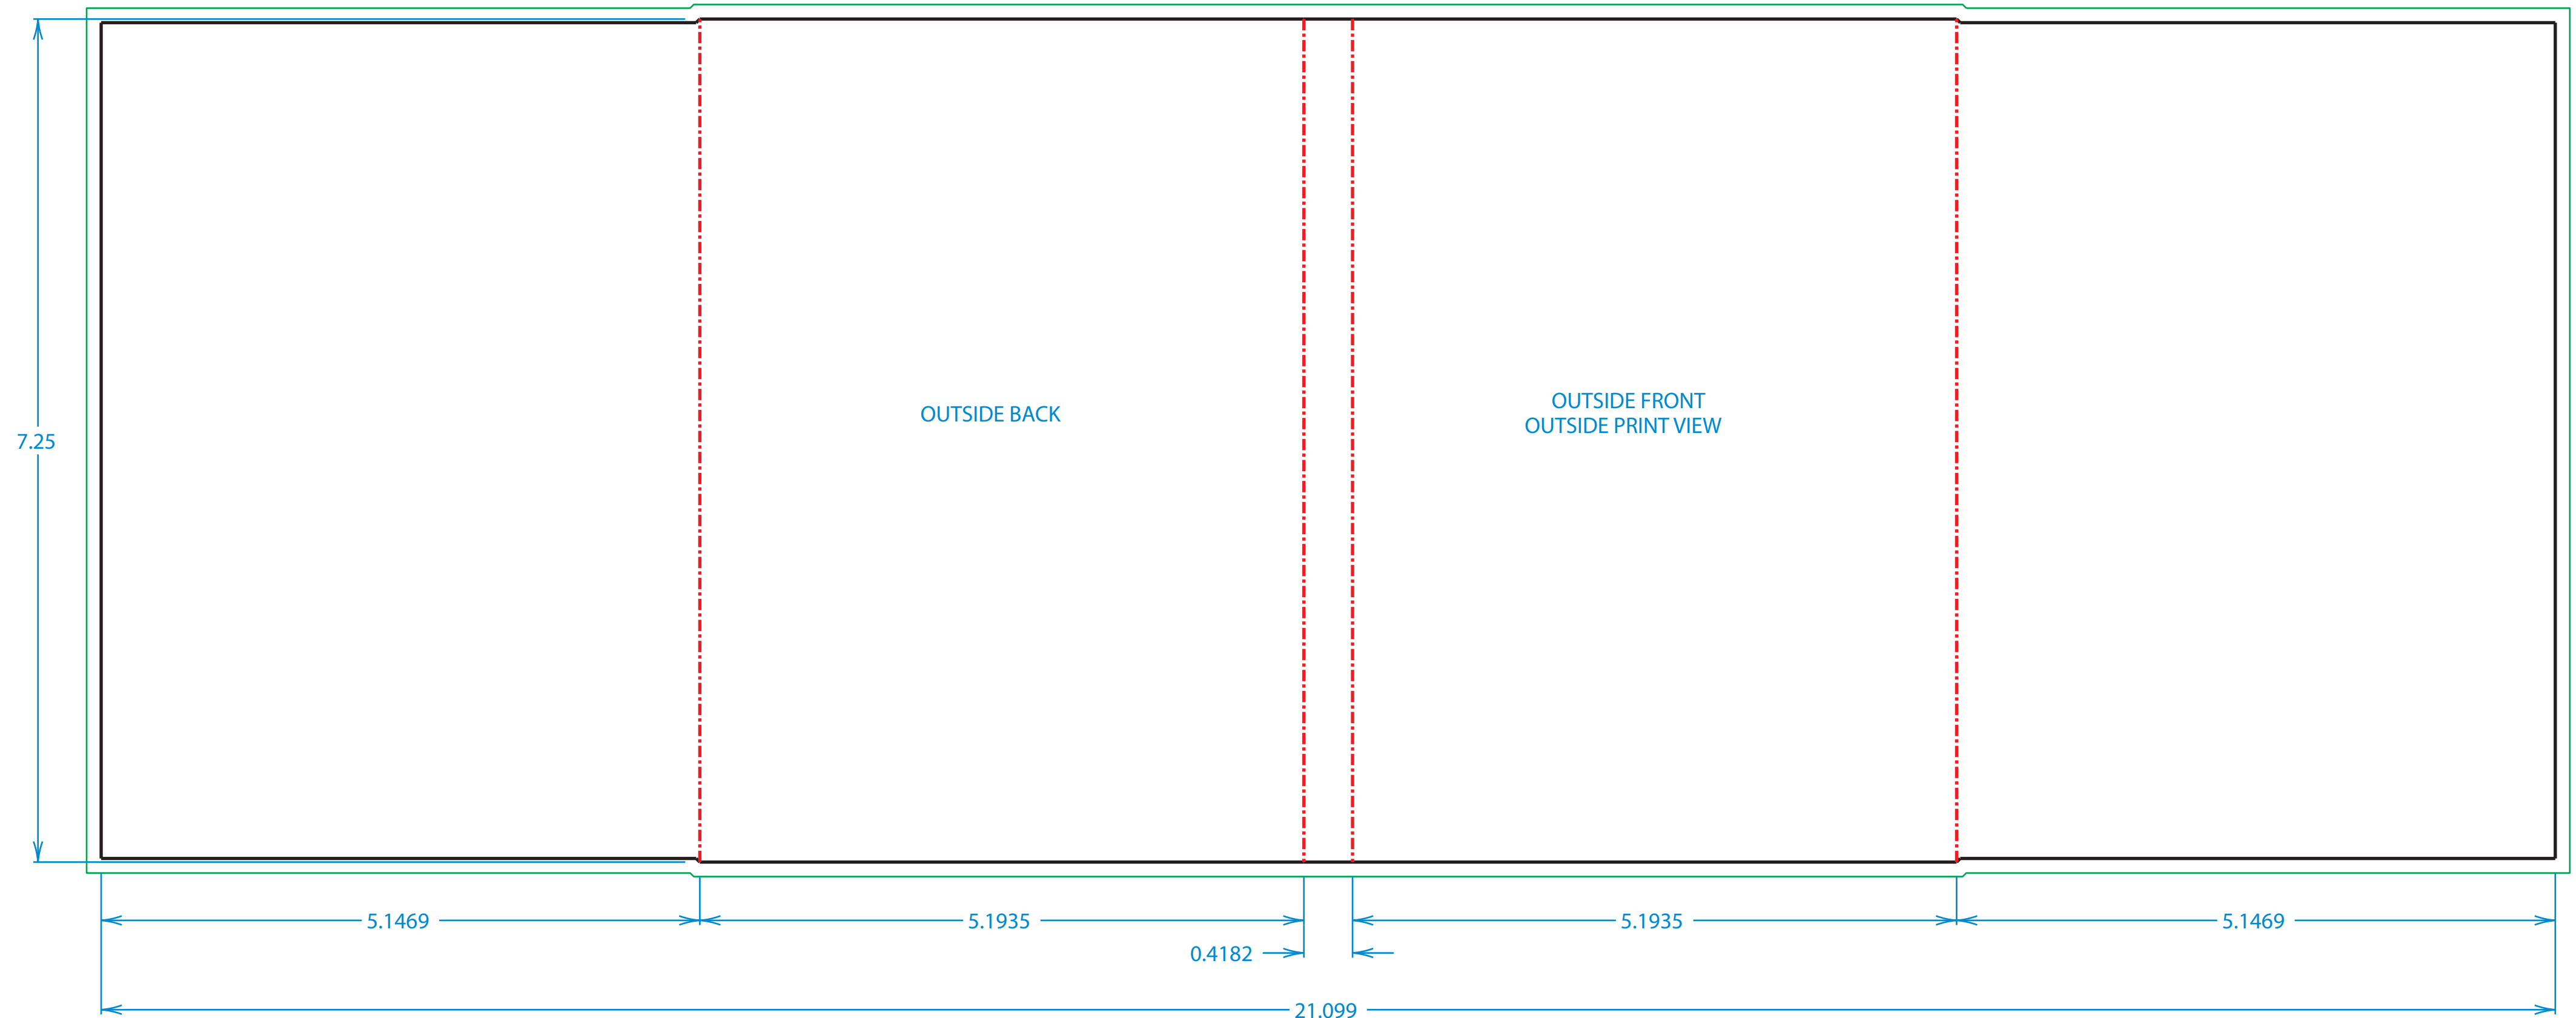 OUTSIDE FRONT
OUTSIDE BACK
OUTSIDE PRINT VIEW
7.25
5.1469
5.1935
5.1935
5.1469
0.4182
21.099